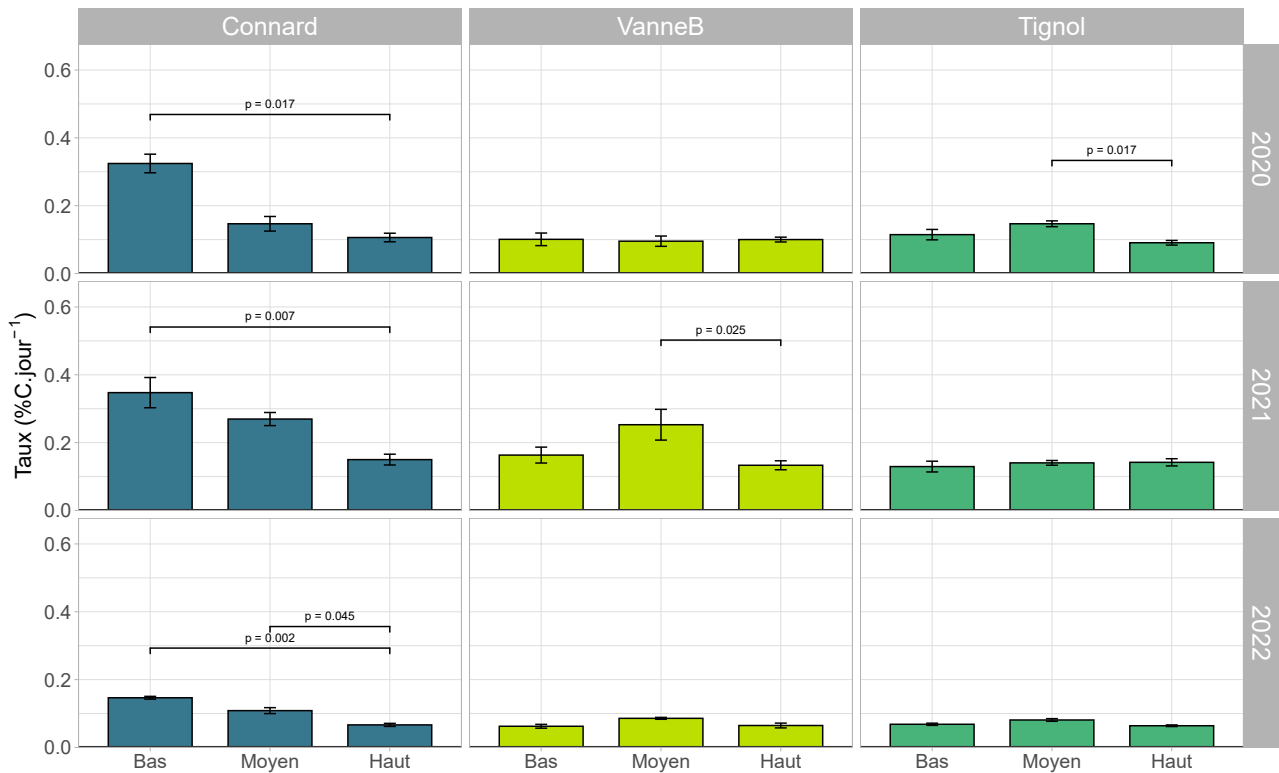 Connard VanneB Tignol
Taux (%C.jour⁻¹)
0.6
p = 0.017
0.4
p = 0.017
0.2
0.0
2020
0.6
p = 0.007
p = 0.025
0.4
0.2
0.0
2021
0.6
0.4
p = 0.045
p = 0.002
0.2
0.0
2022
Bas Moyen Haut Bas Moyen Haut Bas Moyen Haut